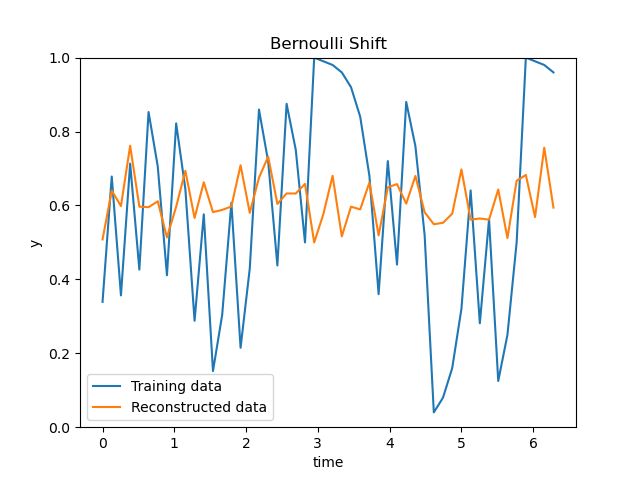 Bernoulli Shift
1.0
0.8
0.6
0.4
0.2
0.0
y
Training data
Reconstructed data
0 1 2 3 4 5 6
time